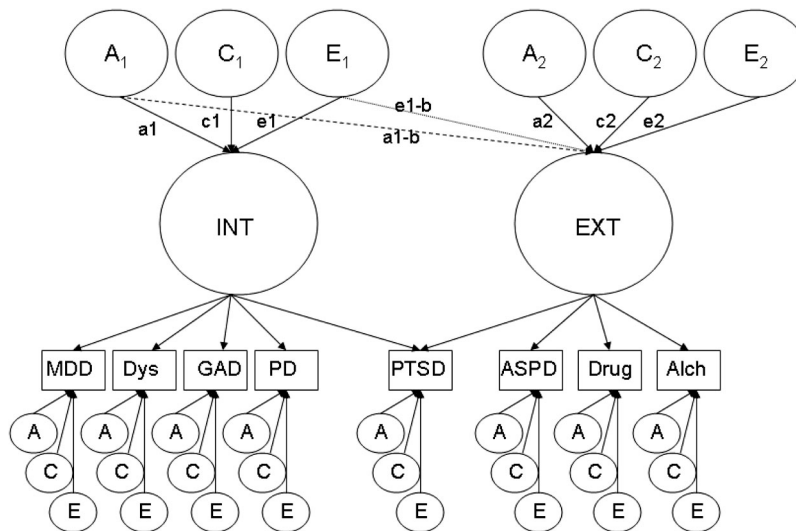 A₁ C₁ E₁ A₂ C₂ E₂
a1 c1 e1 e1-b a1-b a2 c2 e2
INT EXT
MDD Dys GAD PD PTSD ASPD Drug Alch
A A A A A A A A
C C C C C C C C
E E E E E E E E